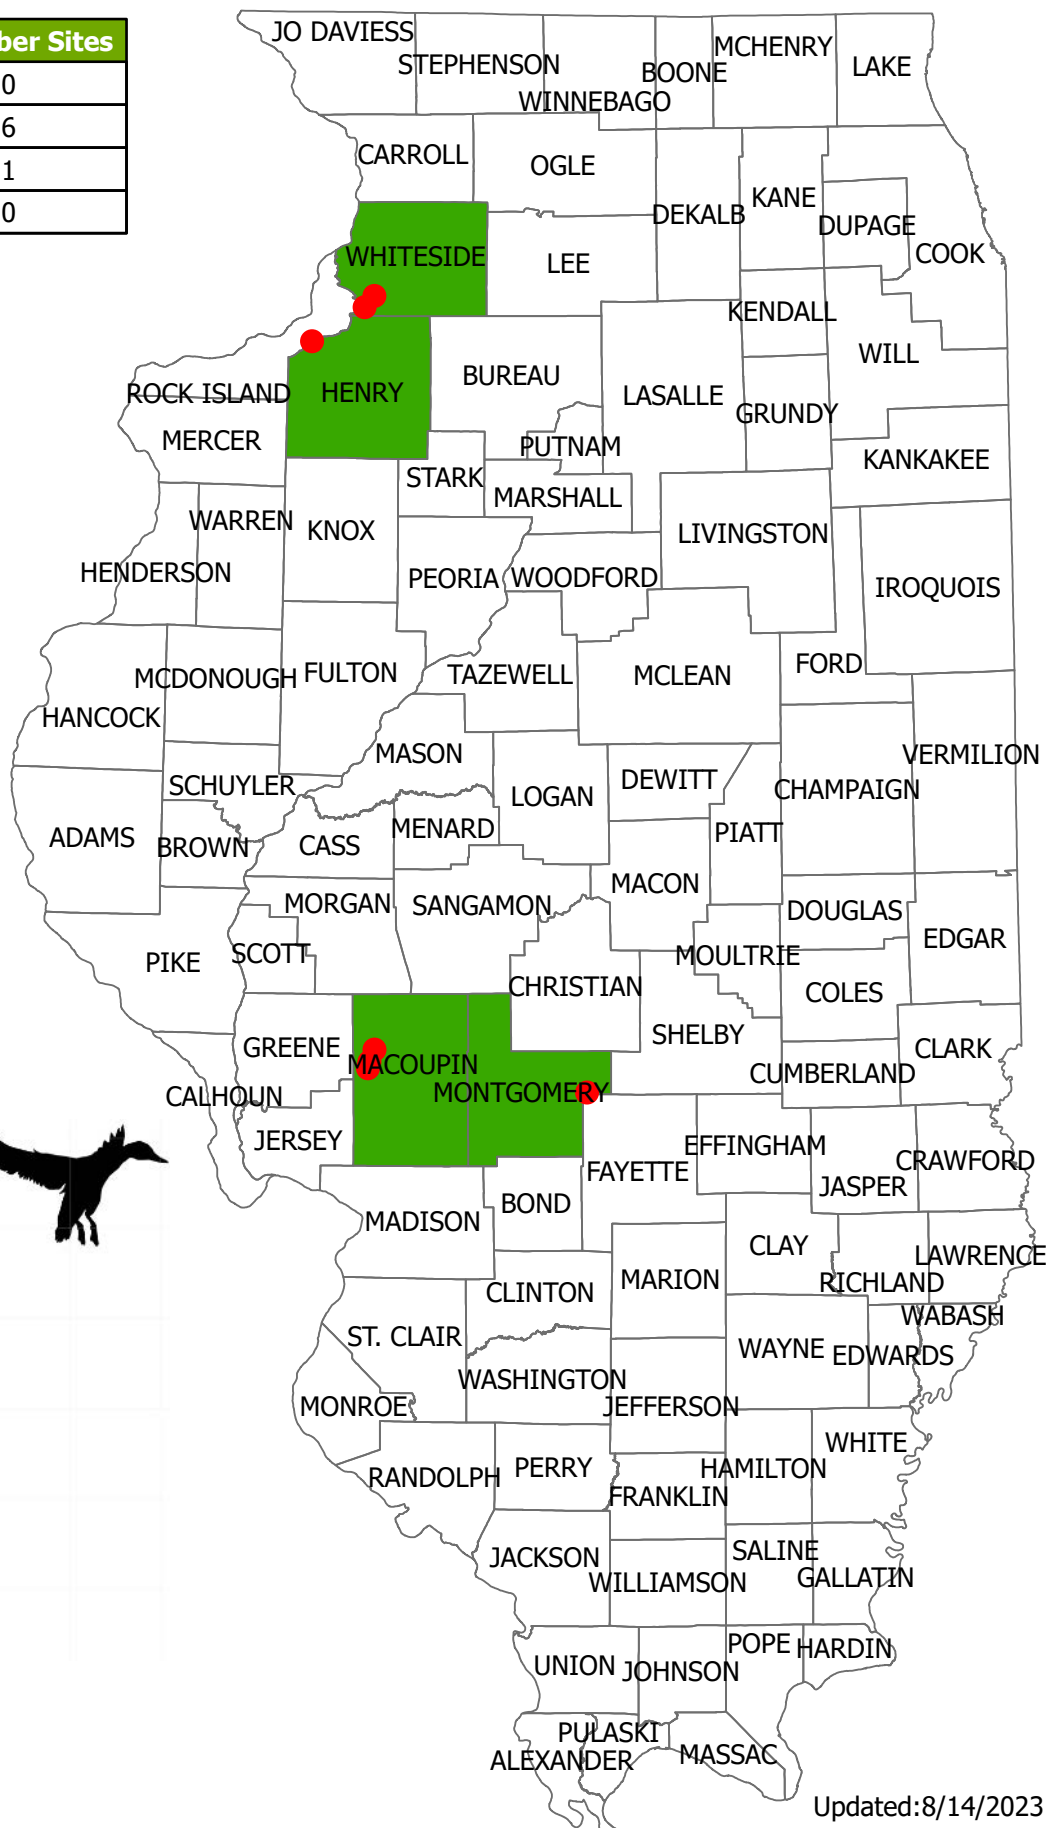 ber Sites
0
6
1
0
JO DAVIESS
STEPHENSON
WINNEBAGO
BOONE
MCHENRY
LAKE
CARROLL
OGLE
DEKALB
KANE
DUPAGE
COOK
WHITESIDE
LEE
KENDALL
WILL
ROCK ISLAND
HENRY
BUREAU
LASALLE
GRUNDY
MERCER
PUTNAM
KANKAKEE
STARK
MARSHALL
WARREN
KNOX
LIVINGSTON
HENDERSON
PEORIA
WOODFORD
IROQUOIS
MCDONOUGH
FULTON
TAZEWELL
MCLEAN
FORD
HANCOCK
MASON
VERMILION
SCHUYLER
LOGAN
DEWITT
CHAMPAIGN
ADAMS
BROWN
CASS
MENARD
PIATT
MACON
MORGAN
SANGAMON
DOUGLAS
PIKE
SCOTT
MOULTRIE
EDGAR
CHRISTIAN
COLES
GREENE
MACOUPIN
SHELBY
CLARK
CALHOUN
MONTGOMERY
CUMBERLAND
JERSEY
FAYETTE
EFFINGHAM
JASPER
CRAWFORD
MADISON
BOND
CLAY
RICHLAND
LAWRENCE
CLINTON
MARION
WABASH
ST. CLAIR
WAYNE
EDWARDS
WASHINGTON
MONROE
JEFFERSON
RANDOLPH
PERRY
HAMILTON
WHITE
FRANKLIN
JACKSON
WILLIAMSON
SALINE
GALLATIN
UNION
JOHNSON
POPE
HARDIN
PULASKI
ALEXANDER
MASSAC
Updated:8/14/2023